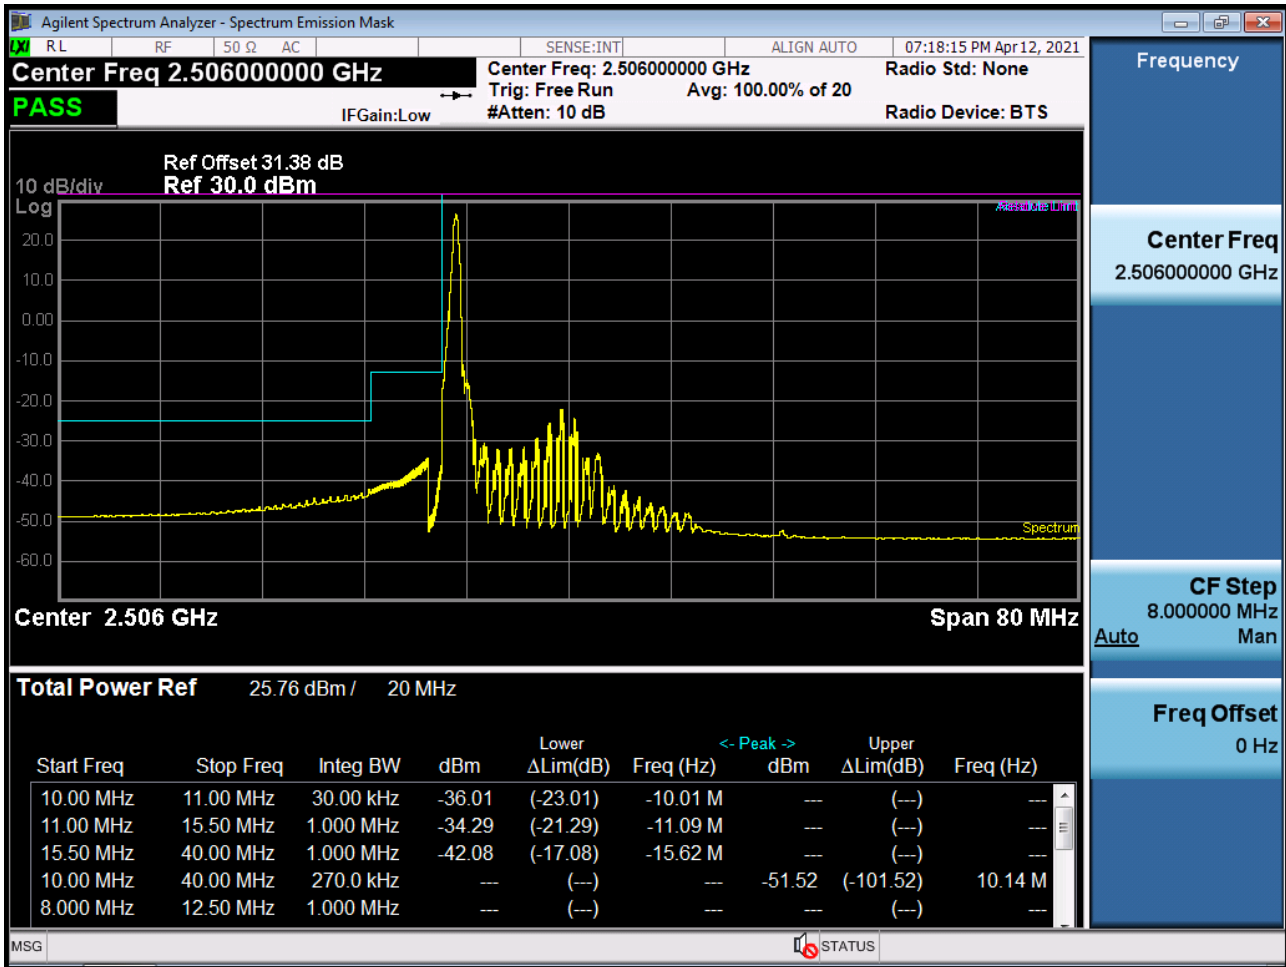 Agilent Spectrum Analyzer - Spectrum Emission Mask
LXI RL RF 50 Ω AC SENSE:INT ALIGN AUTO 07:18:15 PM Apr 12, 2021
Center Freq 2.506000000 GHz
Center Freq: 2.506000000 GHz Radio Std: None
Trig: Free Run Avg: 100.00% of 20
PASS
IFGain:Low #Atten: 10 dB Radio Device: BTS
Ref Offset 31.38 dB
10 dB/div Ref 30.0 dBm
Log
Absolute Limit
20.0
10.0
0.00
-10.0
-20.0
-30.0
-40.0
-50.0
Spectrum
-60.0
Center 2.506 GHz Span 80 MHz
Total Power Ref 25.76 dBm / 20 MHz
Lower <- Peak -> Upper
Start Freq Stop Freq Integ BW dBm ΔLim(dB) Freq (Hz) dBm ΔLim(dB) Freq (Hz)
10.00 MHz 11.00 MHz 30.00 kHz -36.01 (-23.01) -10.01 M --- (---) ---
11.00 MHz 15.50 MHz 1.000 MHz -34.29 (-21.29) -11.09 M --- (---) ---
15.50 MHz 40.00 MHz 1.000 MHz -42.08 (-17.08) -15.62 M --- (---) ---
10.00 MHz 40.00 MHz 270.0 kHz --- (---) --- -51.52 (-101.52) 10.14 M
8.000 MHz 12.50 MHz 1.000 MHz --- (---) --- --- (---) ---
MSG STATUS
Frequency
Center Freq
2.506000000 GHz
CF Step
8.000000 MHz
Auto Man
Freq Offset
0 Hz